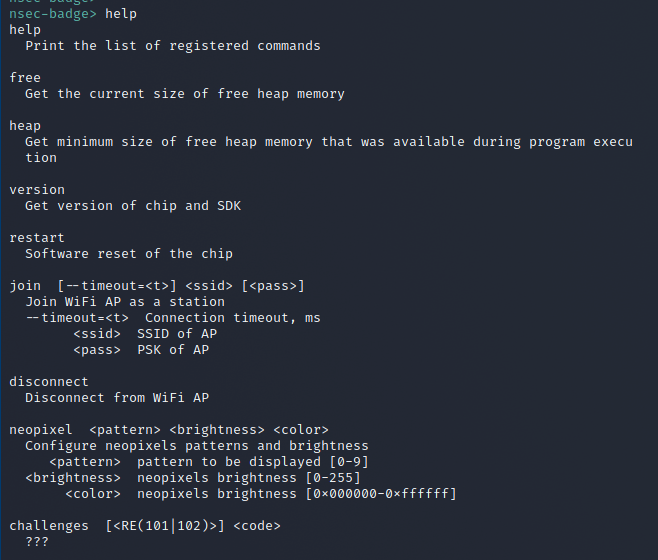 nsec-badge> help
help
Print the list of registered commands
free
Get the current size of free heap memory
heap
Get minimum size of free heap memory that was available during program execu
tion
version
Get version of chip and SDK
restart
Software reset of the chip
join [--timeout=<t>] <ssid> [<pass>]
Join WiFi AP as a station
--timeout=<t> Connection timeout, ms
<ssid> SSID of AP
<pass> PSK of AP
disconnect
Disconnect from WiFi AP
neopixel <pattern> <brightness> <color>
Configure neopixels patterns and brightness
<pattern> pattern to be displayed [0-9]
<brightness> neopixels brightness [0-255]
<color> neopixels brightness [0×000000-0×ffffff]
challenges [<RE(101|102)>] <code>
???